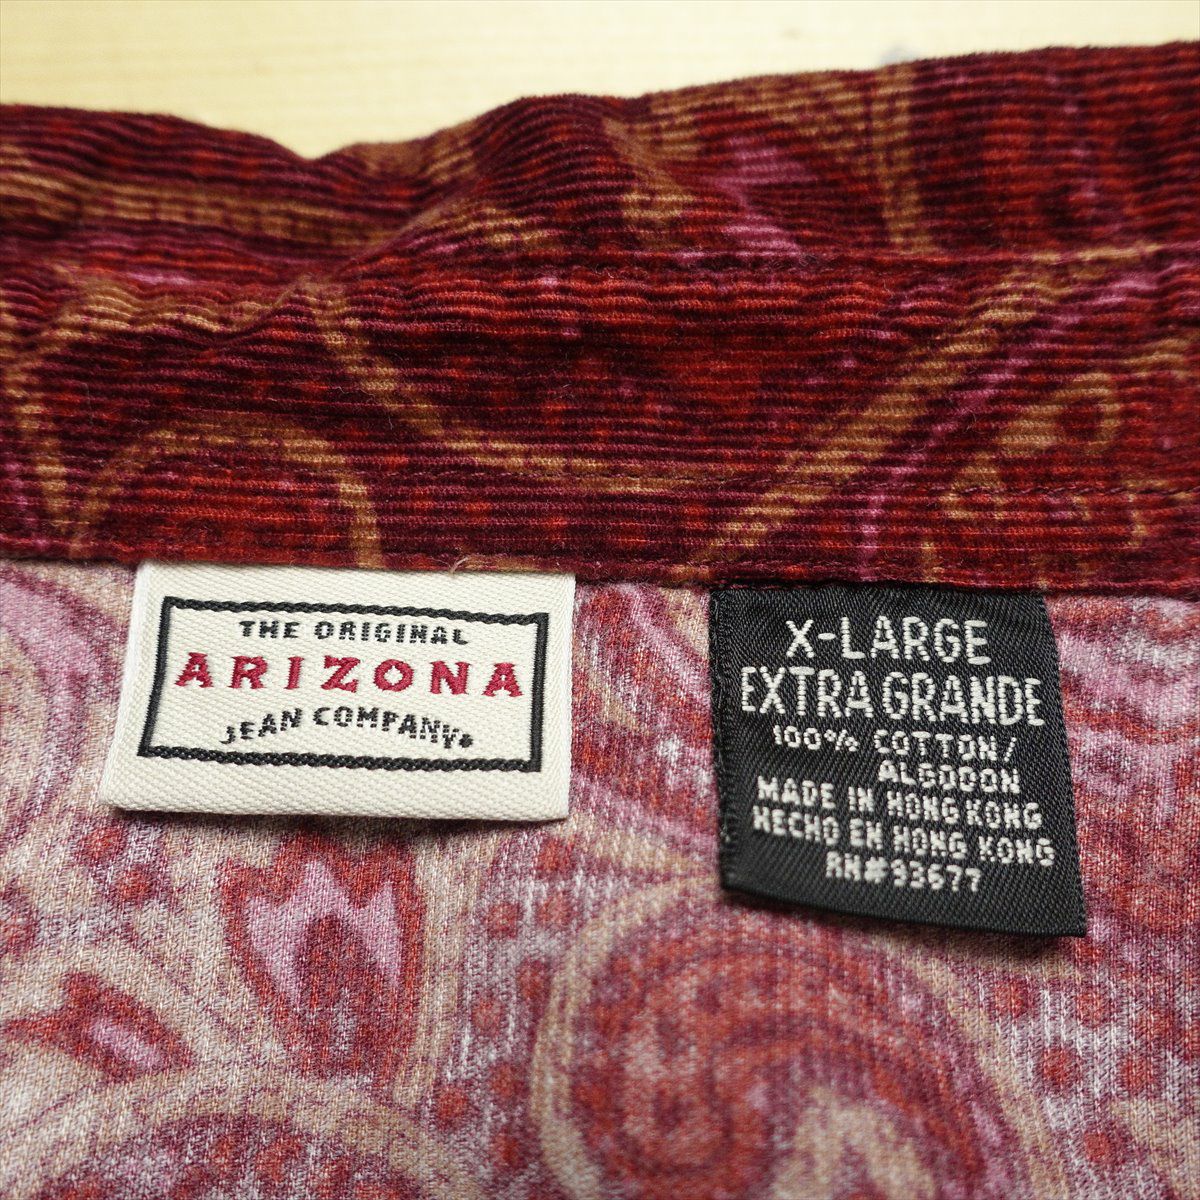 THE ORIGINAL
ARIZONA
JEAN COMPANY®
X-LARGE
EXTRA GRANDE
100% COTTON/
ALGODON
MADE IN HONG KONG
HECHO EN HONG KONG
RN#93677